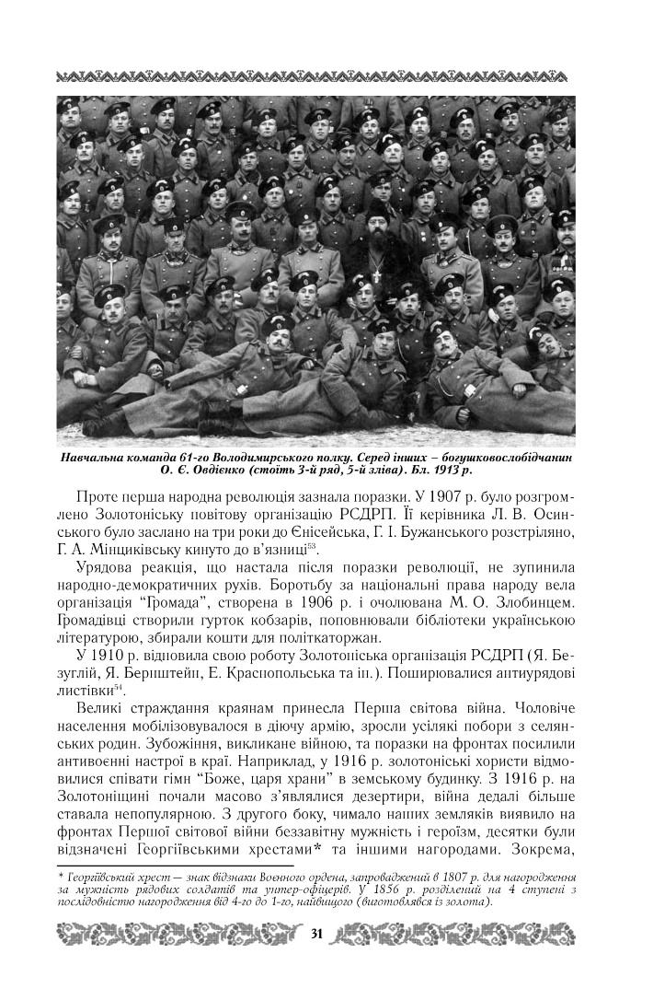 Навчальна команда 61-го Володимирського полку. Серед інших – богушковослобідчанин
О. Є. Овдієнко (стоїть 3-й ряд, 5-й зліва). Бл. 1913 р.
Проте перша народна революція зазнала поразки. У 1907 р. було розгром-
лено Золотоніську повітову організацію РСДРП. Її керівника Л. В. Осин-
ського було заслано на три роки до Єнісейська, Г. І. Бужанського розстріляно,
Г. А. Мінциківську кинуто до в’язниці⁵³.
Урядова реакція, що настала після поразки революції, не зупинила
народно-демократичних рухів. Боротьбу за національні права народу вела
організація “Громада”, створена в 1906 р. і очолювана М. О. Злобинцем.
Громадівці створили гурток кобзарів, поповнювали бібліотеки українською
літературою, збирали кошти для політкаторжан.
У 1910 р. відновила свою роботу Золотоніська організація РСДРП (Я. Бе-
зуглій, Я. Бернштейн, Е. Краснопольська та ін.). Поширювалися антиурядові
листівки⁵⁴.
Великі страждання краянам принесла Перша світова війна. Чоловіче
населення мобілізовувалося в діючу армію, зросли усілякі побори з селян-
ських родин. Зубожіння, викликане війною, та поразки на фронтах посилили
антивоєнні настрої в краї. Наприклад, у 1916 р. золотоніські хористи відмо-
вилися співати гімн “Боже, царя храни” в земському будинку. З 1916 р. на
Золотоніщині почали масово з’являлися дезертири, війна дедалі більше
ставала непопулярною. З другого боку, чимало наших земляків виявило на
фронтах Першої світової війни беззавітну мужність і героїзм, десятки були
відзначені Георгіївськими хрестами* та іншими нагородами. Зокрема,
* Георгіївський хрест — знак відзнаки Воєнного ордена, запроваджений в 1807 р. для нагородження
за мужність рядових солдатів та унтер-офіцерів. У 1856 р. розділений на 4 ступені з
послідовністю нагородження від 4-го до 1-го, найвищого (виготовлявся із золота).
31